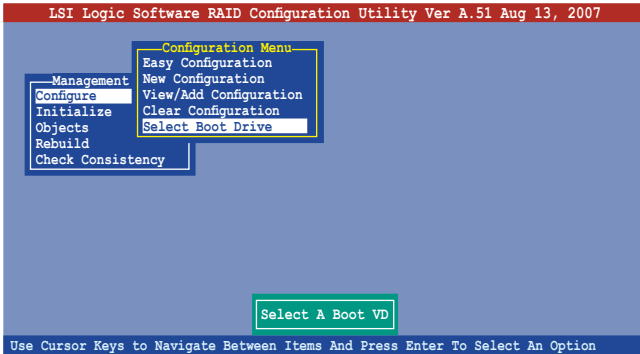 LSI Logic Software RAID Configuration Utility Ver A.51 Aug 13, 2007
Configuration Menu
Easy Configuration
New Configuration
View/Add Configuration
Clear Configuration
Select Boot Drive
Management
Configure
Initialize
Objects
Rebuild
Check Consistency
Select A Boot VD
Use Cursor Keys to Navigate Between Items And Press Enter To Select An Option